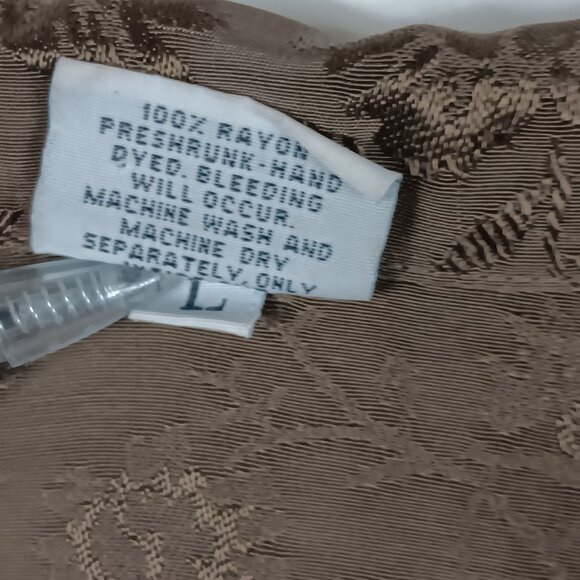 100% RAYON
PRESHRUNK-HAND
DYED. BLEEDING
WILL OCCUR.
MACHINE WASH AND
MACHINE DRY
SEPARATELY. ONLY
L